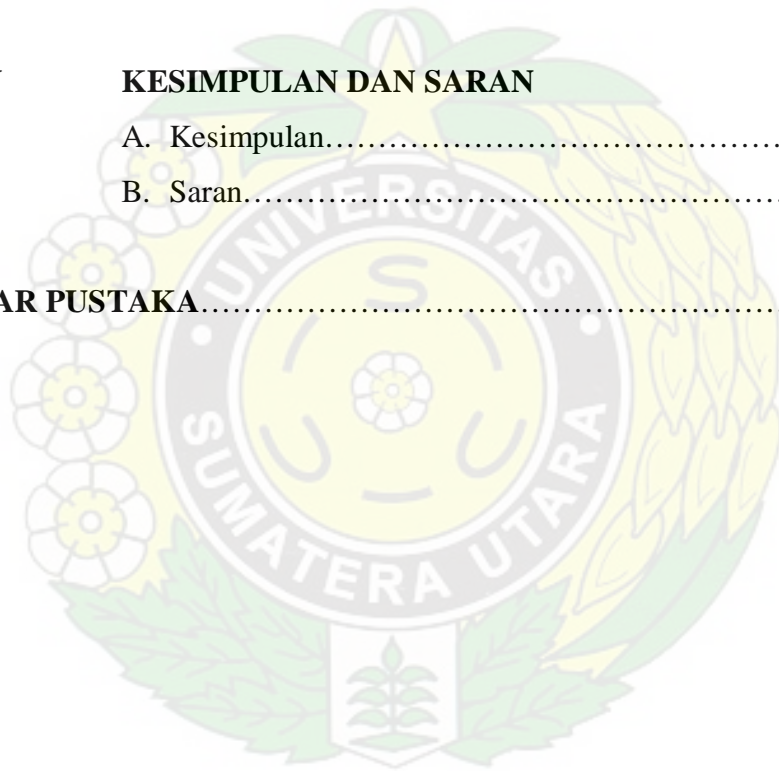 KESIMPULAN DAN SARAN
A. Kesimpulan……………………………………
B. Saran…………………………………………
AR PUSTAKA………………………………………
UNIVERSITAS
S
U U
SUMATERA UTARA